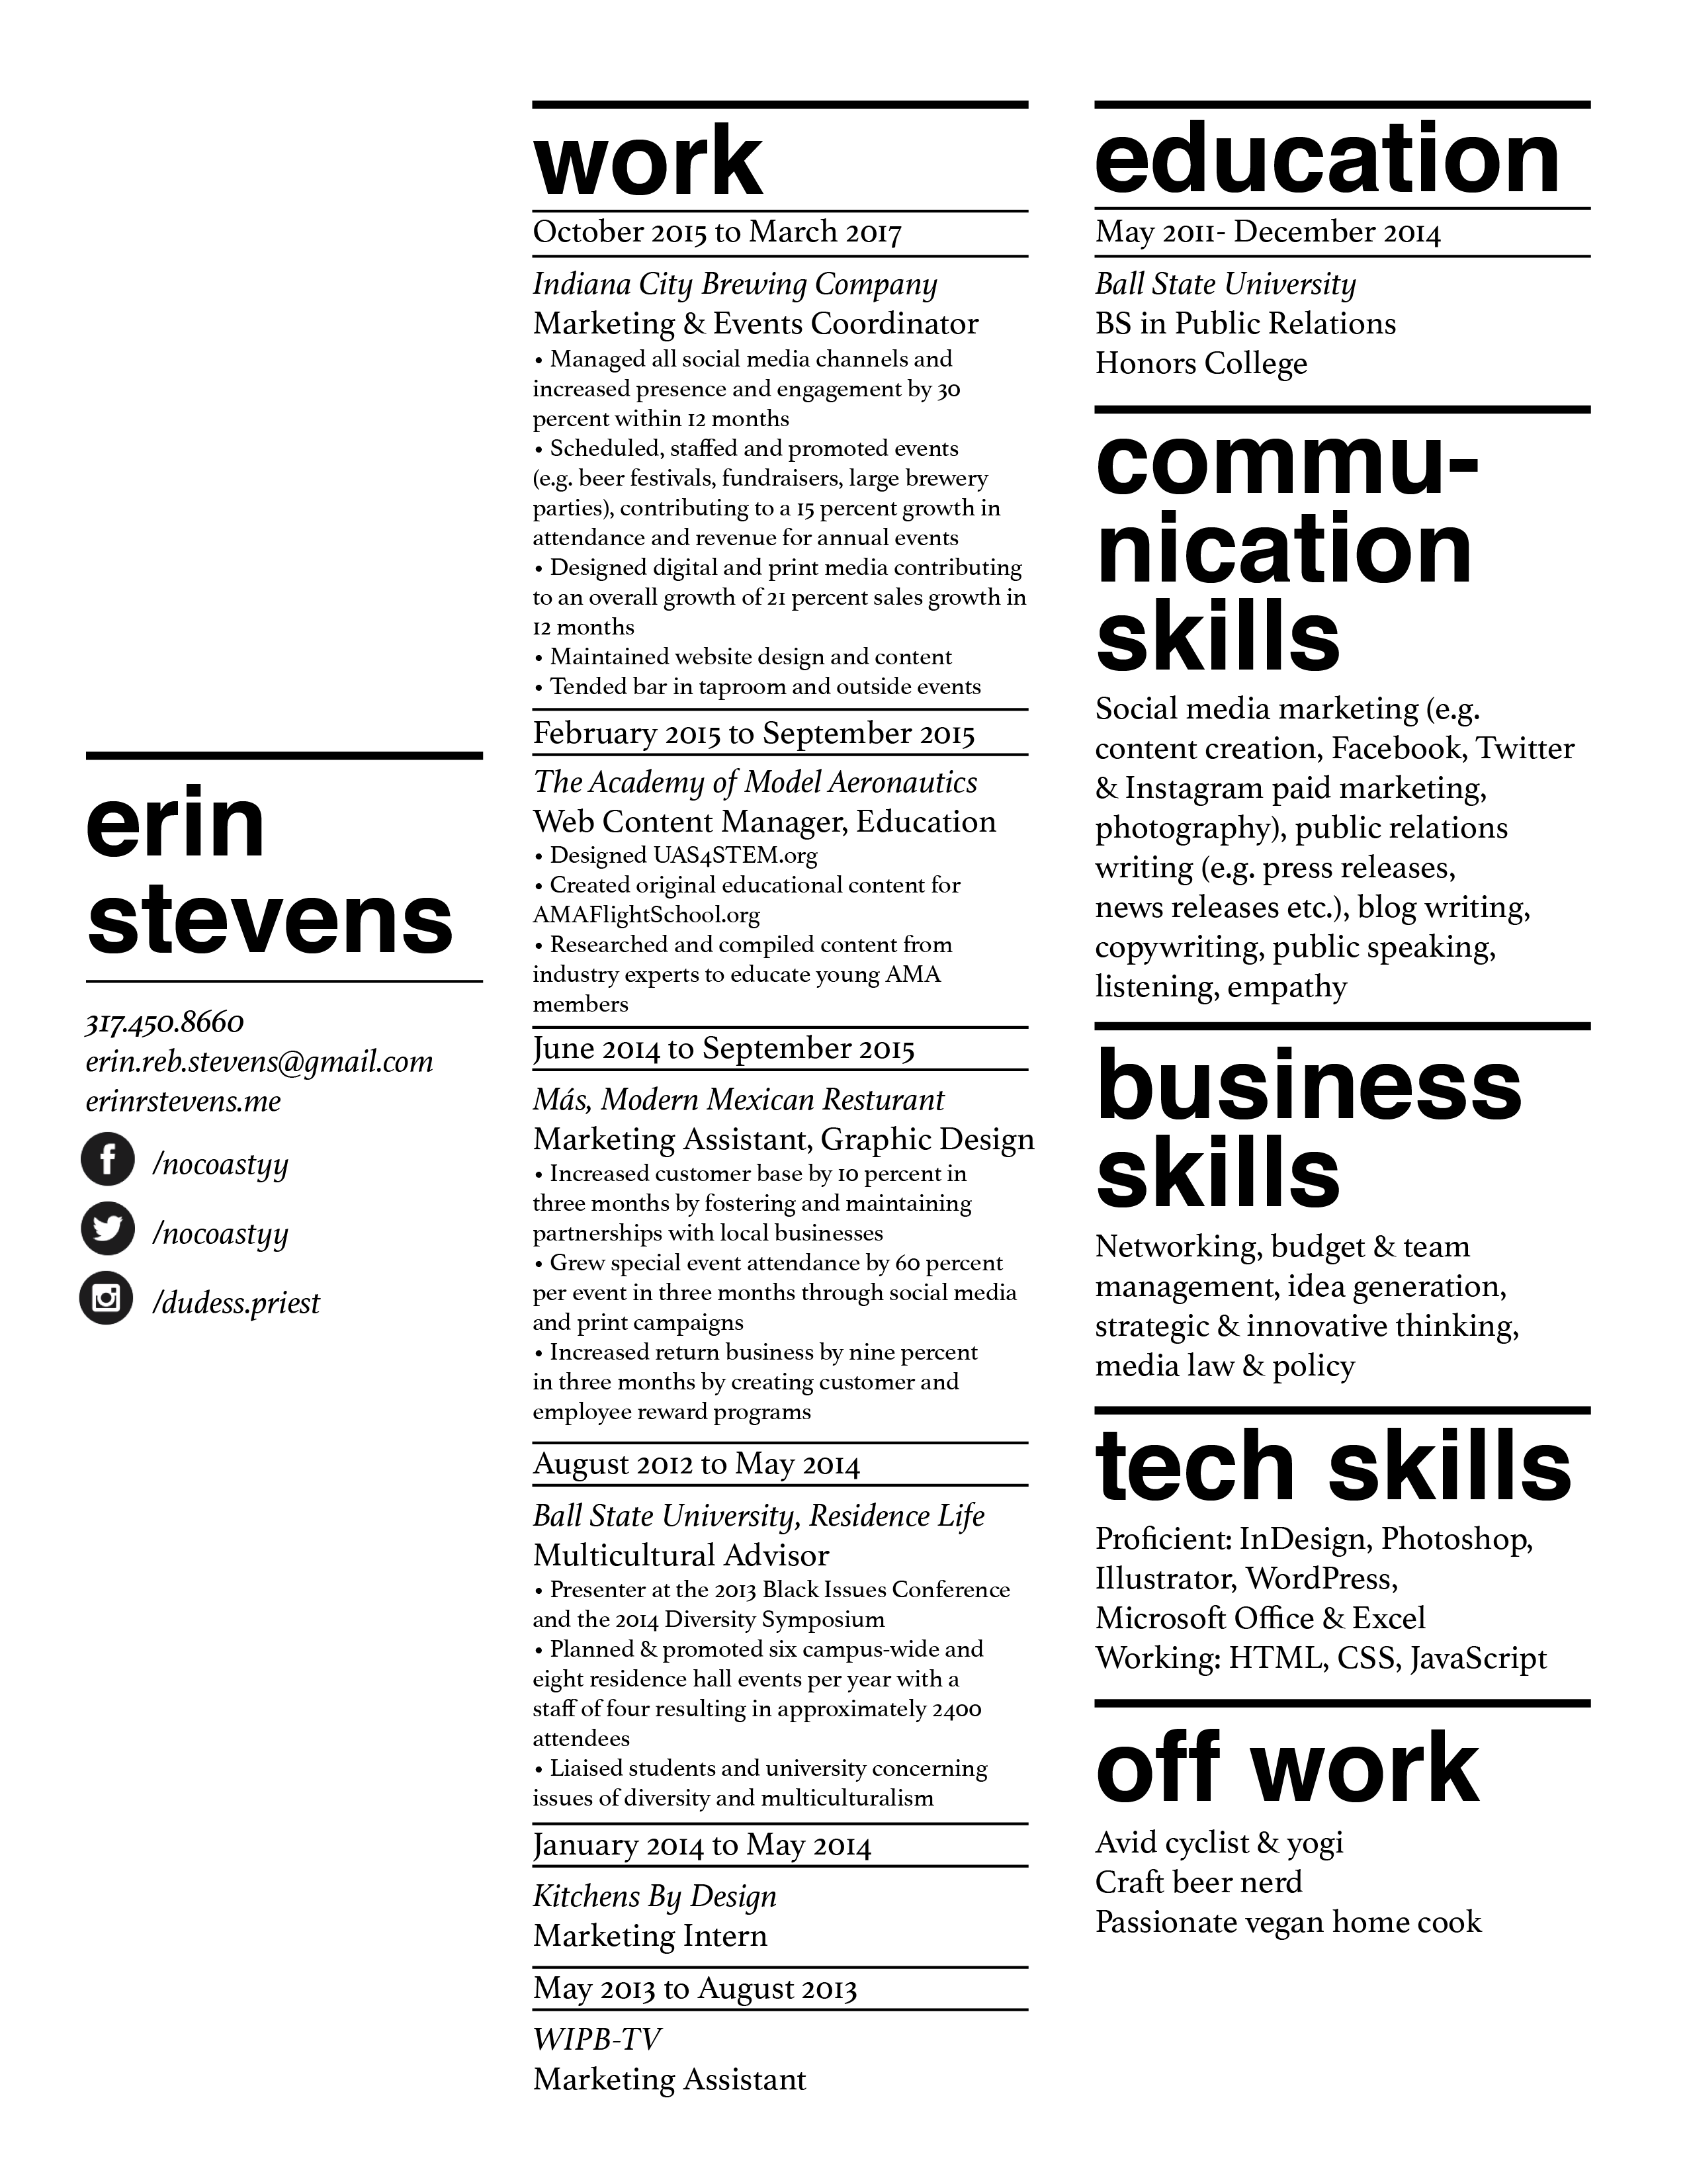 erin
stevens
317.450.8660
erin.reb.stevens@gmail.com
erinrstevens.me
/nocoastyy
/nocoastyy
/dudess.priest
work
October 2015 to March 2017
Indiana City Brewing Company
Marketing & Events Coordinator
• Managed all social media channels and
increased presence and engagement by 30
percent within 12 months
• Scheduled, staffed and promoted events
(e.g. beer festivals, fundraisers, large brewery
parties), contributing to a 15 percent growth in
attendance and revenue for annual events
• Designed digital and print media contributing
to an overall growth of 21 percent sales growth in
12 months
• Maintained website design and content
• Tended bar in taproom and outside events
February 2015 to September 2015
The Academy of Model Aeronautics
Web Content Manager, Education
• Designed UAS4STEM.org
• Created original educational content for
AMAFlightSchool.org
• Researched and compiled content from
industry experts to educate young AMA
members
June 2014 to September 2015
Más, Modern Mexican Resturant
Marketing Assistant, Graphic Design
• Increased customer base by 10 percent in
three months by fostering and maintaining
partnerships with local businesses
• Grew special event attendance by 60 percent
per event in three months through social media
and print campaigns
• Increased return business by nine percent
in three months by creating customer and
employee reward programs
August 2012 to May 2014
Ball State University, Residence Life
Multicultural Advisor
• Presenter at the 2013 Black Issues Conference
and the 2014 Diversity Symposium
• Planned & promoted six campus-wide and
eight residence hall events per year with a
staff of four resulting in approximately 2400
attendees
• Liaised students and university concerning
issues of diversity and multiculturalism
January 2014 to May 2014
Kitchens By Design
Marketing Intern
May 2013 to August 2013
WIPB-TV
Marketing Assistant
education
May 2011- December 2014
Ball State University
BS in Public Relations
Honors College
commu-
nication
skills
Social media marketing (e.g.
content creation, Facebook, Twitter
& Instagram paid marketing,
photography), public relations
writing (e.g. press releases,
news releases etc.), blog writing,
copywriting, public speaking,
listening, empathy
business
skills
Networking, budget & team
management, idea generation,
strategic & innovative thinking,
media law & policy
tech skills
Proficient: InDesign, Photoshop,
Illustrator, WordPress,
Microsoft Office & Excel
Working: HTML, CSS, JavaScript
off work
Avid cyclist & yogi
Craft beer nerd
Passionate vegan home cook